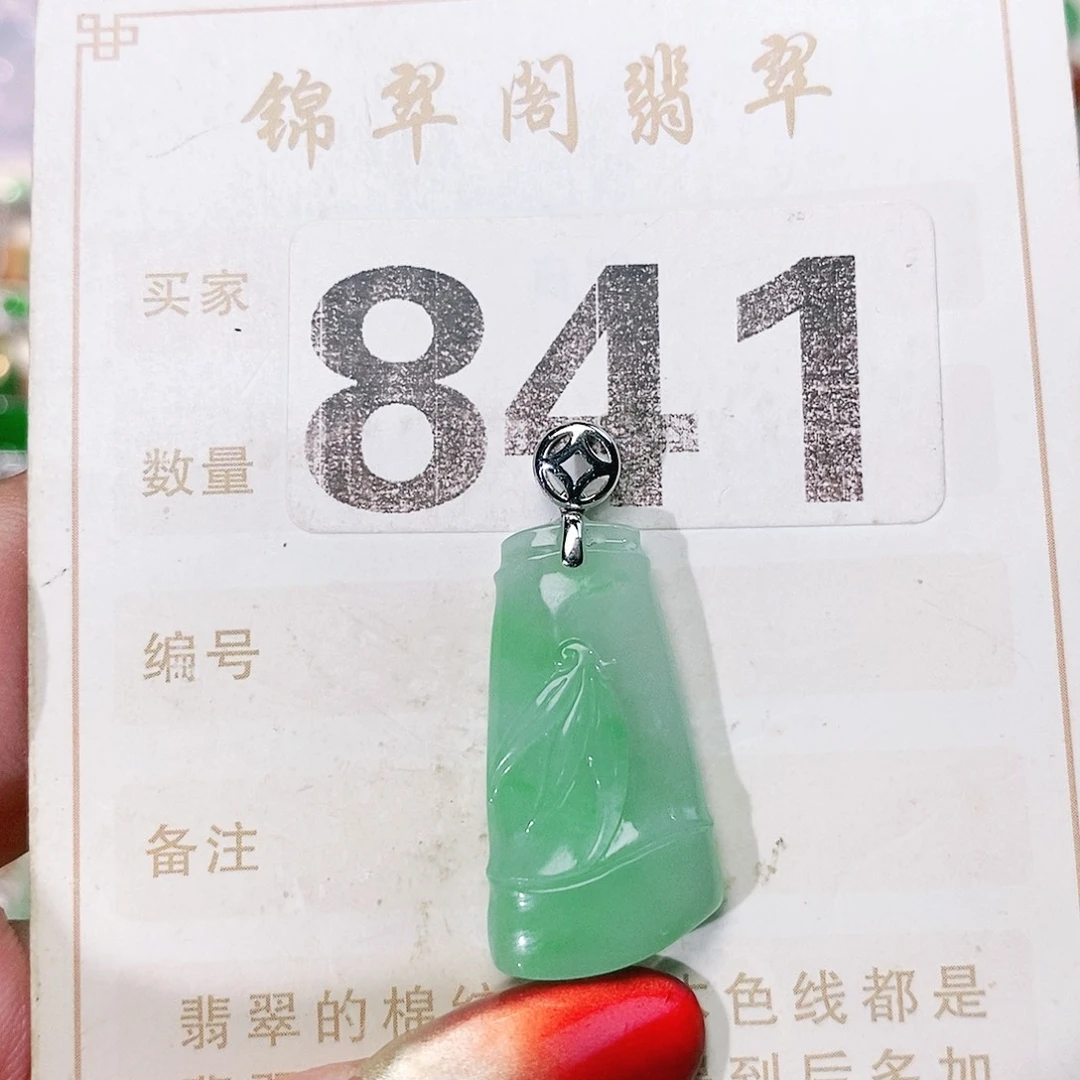 锦翠阁翡翠
买家 841
数量
编号
备注
翡翠的棉 色线都是